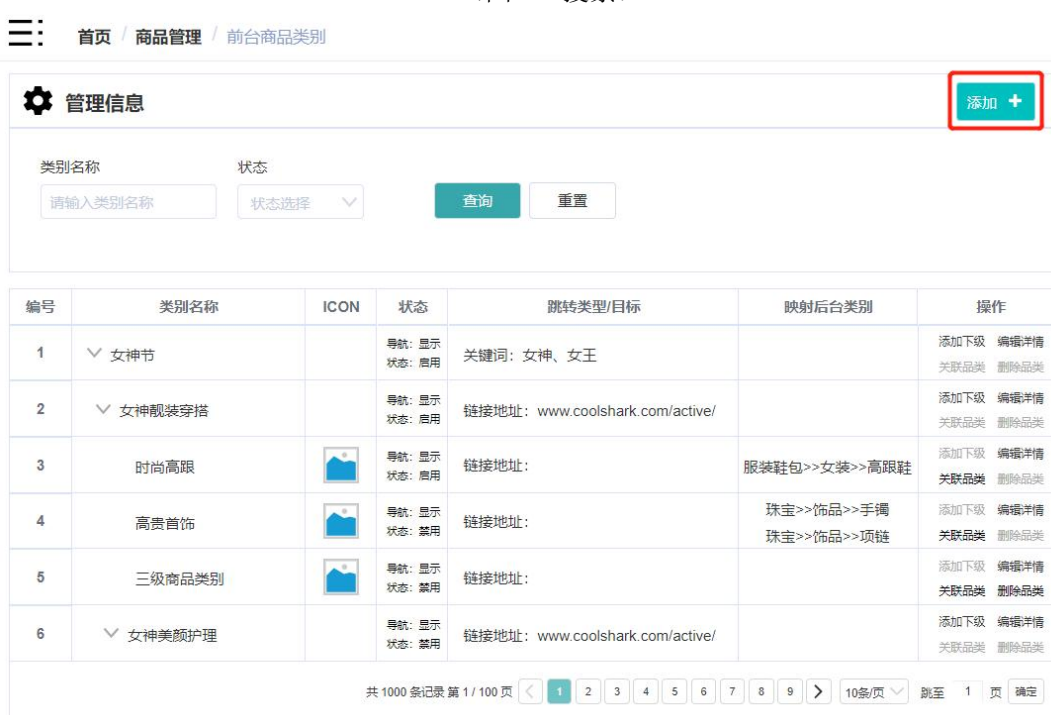 首页 / 商品管理 / 前台商品类别
管理信息
添加 +
类别名称 状态
请输入类别名称 状态选择 查询 重置
编号 类别名称 ICON 状态 跳转类型/目标 映射后台类别 操作
1 女神节 导航: 显示 状态: 启用 关键词: 女神、女王 添加下级 编辑详情 关联品类 删除品类
2 女神靓装穿搭 导航: 显示 状态: 启用 链接地址: www.coolshark.com/active/ 添加下级 编辑详情 关联品类 删除品类
3 时尚高跟 导航: 显示 状态: 启用 链接地址: 服装鞋包>>女装>>高跟鞋 添加下级 编辑详情 关联品类 删除品类
4 高贵首饰 导航: 显示 状态: 禁用 链接地址: 珠宝>>饰品>>手镯 珠宝>>饰品>>项链 添加下级 编辑详情 关联品类 删除品类
5 三级商品类别 导航: 显示 状态: 禁用 链接地址: 添加下级 编辑详情 关联品类 删除品类
6 女神美颜护理 导航: 显示 状态: 禁用 链接地址: www.coolshark.com/active/ 添加下级 编辑详情 关联品类 删除品类
共 1000 条记录 第 1 / 100 页 < 1 2 3 4 5 6 7 8 9 > 10条/页 跳至 1 页 确定